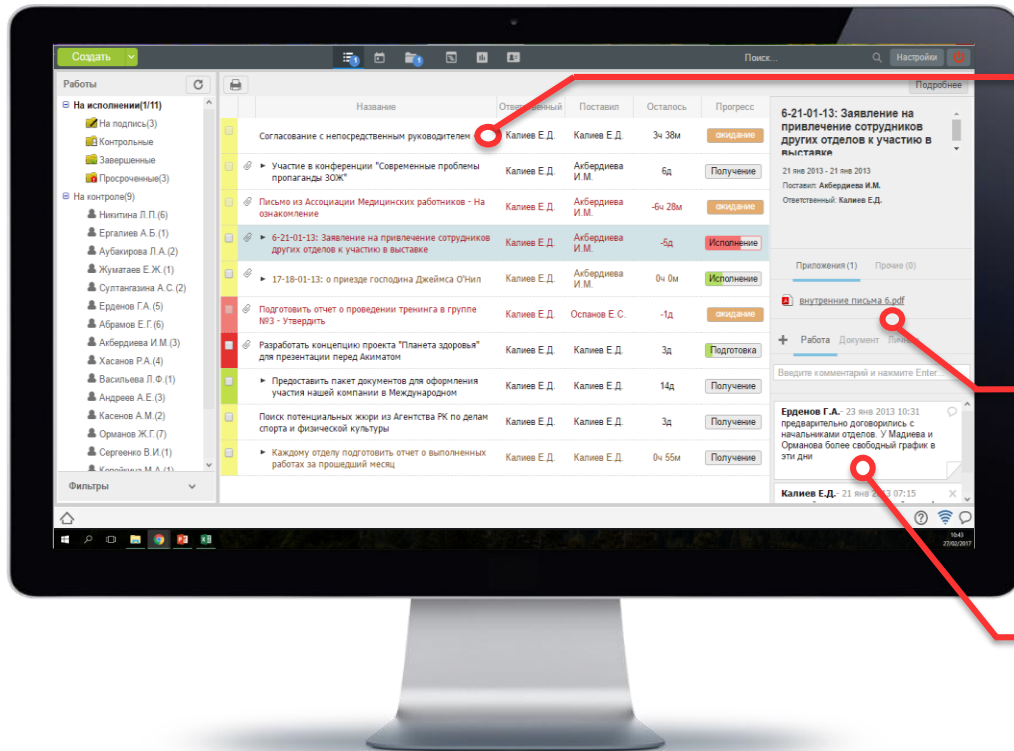 Создать
1
1
Поиск...
Настройки
Работы
Подробнее
На исполнении(1/11)
На подпись(3)
Контрольные
Завершенные
Просроченные(3)
На контроле(9)
Никитина Л.П.(6)
Ергалиев А.Б.(1)
Аубакирова Л.А.(2)
Жуматаев Е.Ж.(1)
Султангазина А.С.(2)
Ерденов Г.А.(5)
Абрамов Е.Г.(6)
Акбердиева И.М.(3)
Хасанов Р.А.(4)
Васильева Л.Ф.(1)
Андреев А.Е.(3)
Касенов А.М.(2)
Орманов Ж.Г.(7)
Сергеенко В.И.(1)
Копейкина М.А.(1)
Фильтры
Название Ответственный Поставил Осталось Прогресс
Согласование с непосредственным руководителем Калиев Е.Д. Калиев Е.Д. 3ч 38м ожидание
Участие в конференции "Современные проблемы
пропаганды ЗОЖ" Калиев Е.Д. Акбердиева И.М. 6д Получение
Письмо из Ассоциации Медицинских работников - На
ознакомление Калиев Е.Д. Акбердиева И.М. -6ч 28м ожидание
6-21-01-13: Заявление на привлечение сотрудников
других отделов к участию в выставке Калиев Е.Д. Акбердиева И.М. -5д Исполнение
17-18-01-13: о приезде господина Джеймса О'Нил Калиев Е.Д. Акбердиева И.М. 0ч 0м Исполнение
Подготовить отчет о проведении тренинга в группе
№3 - Утвердить Калиев Е.Д. Оспанов Е.С. -1д ожидание
Разработать концепцию проекта "Планета здоровья"
для презентации перед Акиматом Калиев Е.Д. Калиев Е.Д. 3д Подготовка
Предоставить пакет документов для оформления
участия нашей компании в Международном Калиев Е.Д. Калиев Е.Д. 14д Получение
Поиск потенциальных жюри из Агентства РК по делам
спорта и физической культуры Калиев Е.Д. Калиев Е.Д. 3д Получение
Каждому отделу подготовить отчет о выполненных
работах за прошедший месяц Калиев Е.Д. Калиев Е.Д. 0ч 55м Получение
6-21-01-13: Заявление на
привлечение сотрудников
других отделов к участию в
выставке
21 янв 2013 - 21 янв 2013
Поставил: Акбердиева И.М.
Ответственный: Калиев Е.Д.
Приложения (1) Прочие (0)
внутренние письма 6.pdf
Работа Документ
Введите комментарий и нажмите Enter...
Ерденов Г.А.- 23 янв 2013 10:31
предварительно договорились с
начальниками отделов. У Мадиева и
Орманова более свободный график в
эти дни
Калиев Е.Д.- 21 янв 2013 07:15
10:43
27/02/2017